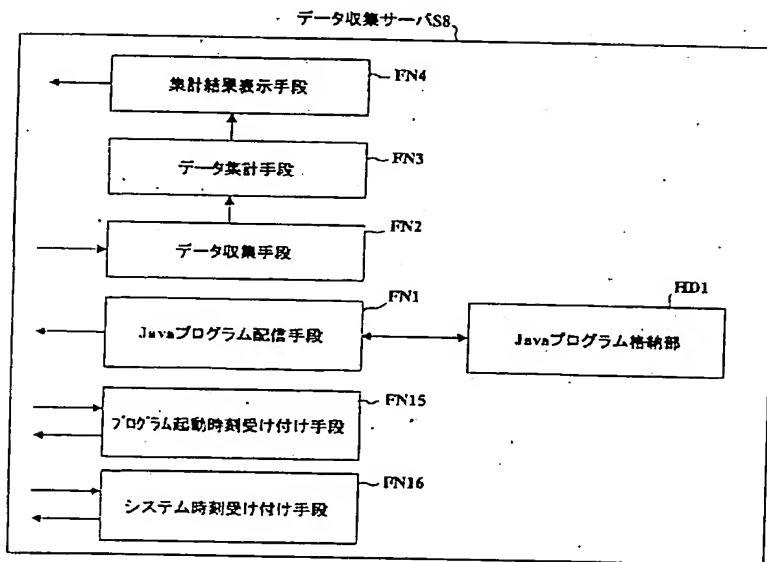 データ収集サーバS8
集計結果表示手段
FN4
データ集計手段
FN3
データ収集手段
FN2
Javaプログラム配信手段
FN1
Javaプログラム格納部
HD1
プログラム起動時刻受け付け手段
FN15
システム時刻受け付け手段
FN16